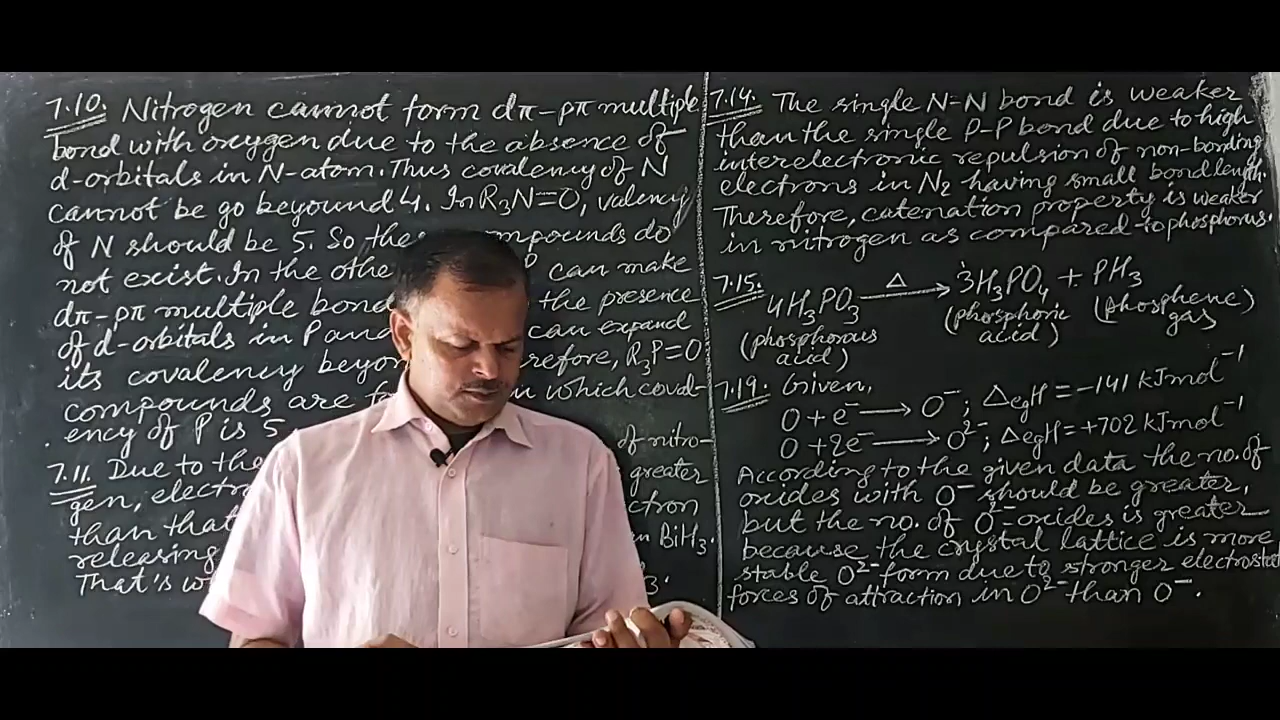 7.10. Nitrogen cannot form dπ-pπ multiple
bond with oxygen due to the absence of
d-orbitals in N-atom. Thus covalency of N
cannot be go beyound 4. In R₃N=O, valency
of N should be 5. So the mpounds do
not exist. In the othe P can make
dπ-pπ multiple bond the presence
of d-orbitals in P and can expand
its covalency beyon refore, R₃P=O
compounds are fo in which coval-
ency of P is 5
7.11. Due to the of nitro-
gen, electro greater
than that ctron
releasing n BiH₃.
That's w 3.
7.14. The single N-N bond is weaker
than the single P-P bond due to high
interelectronic repulsion of non-bonding
electrons in N₂ having small bond length.
Therefore, catenation property is weaker
in nitrogen as compared to phosphorus.
7.15. 4H₃PO₃ —Δ→ 3H₃PO₄ + PH₃
(phosphorous acid) (phosphoric acid) (phosphene gas)
7.19. Given,
O + e⁻ → O⁻; ΔegH = -141 kJmol⁻¹
O + 2e⁻ → O²⁻; ΔegH = +702 kJmol⁻¹
According to the given data the no. of
oxides with O⁻ should be greater,
but the no. of O²⁻ oxides is greater
because the crystal lattice is more
stable O²⁻ form due to stronger electrostat
forces of attraction in O²⁻ than O⁻.